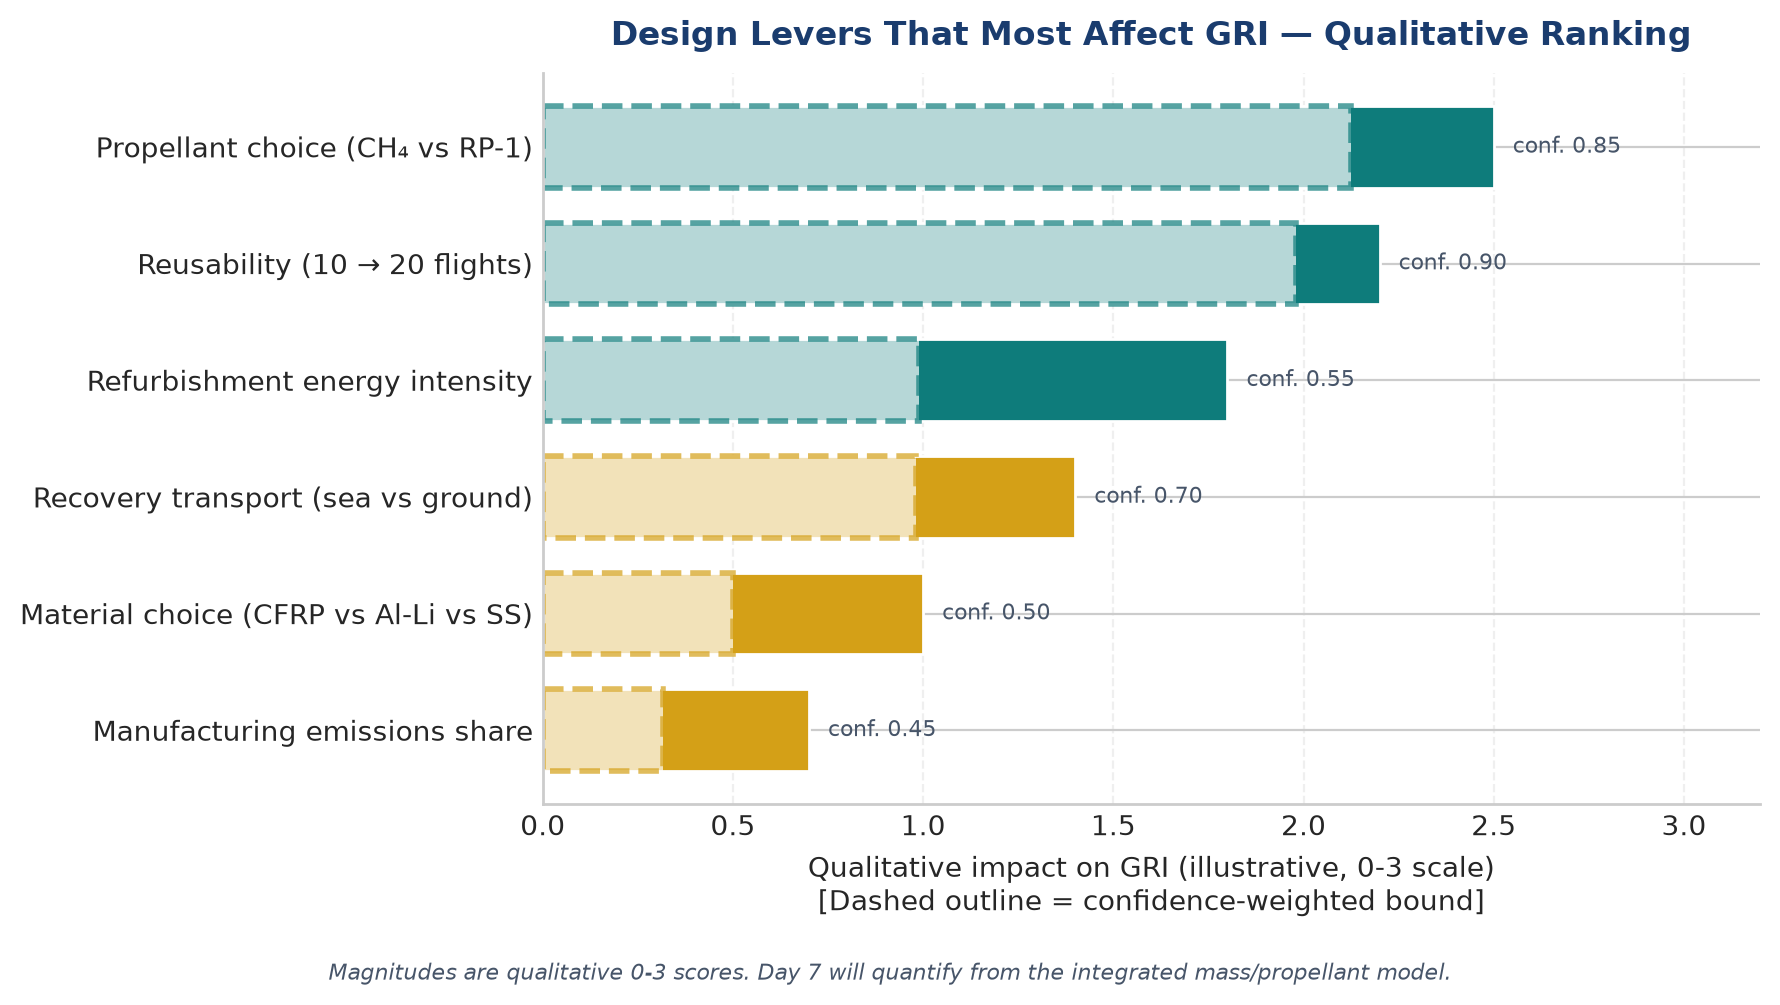 Design Levers That Most Affect GRI — Qualitative Ranking
Propellant choice (CH₄ vs RP-1)
conf. 0.85
Reusability (10 → 20 flights)
conf. 0.90
Refurbishment energy intensity
conf. 0.55
Recovery transport (sea vs ground)
conf. 0.70
Material choice (CFRP vs Al-Li vs SS)
conf. 0.50
Manufacturing emissions share
conf. 0.45
0.0 0.5 1.0 1.5 2.0 2.5 3.0
Qualitative impact on GRI (illustrative, 0-3 scale)
[Dashed outline = confidence-weighted bound]
Magnitudes are qualitative 0-3 scores. Day 7 will quantify from the integrated mass/propellant model.